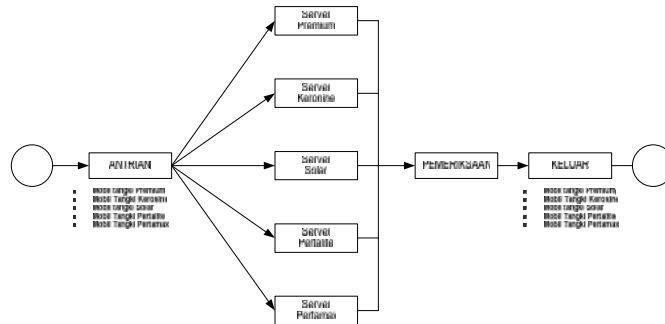 Server
Premium
Server
Kerosine
ANTRIAN
Server
Solar
PEMERIKSAAN
KELUAR
Mobil tangki Premium
Mobil Tangki Kerosine
Mobil tangki Solar
Mobil Tangki Pertalite
Mobil Tangki Pertamax
Mobil tangki Premium
Mobil Tangki Kerosine
Mobil tangki Solar
Mobil Tangki Pertalite
Mobil Tangki Pertamax
Server
Pertalite
Server
Pertamax